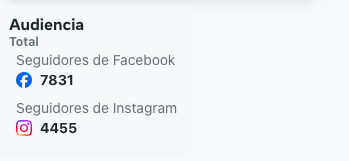 Audiencia
Total
Seguidores de Facebook
7831
Seguidores de Instagram
4455